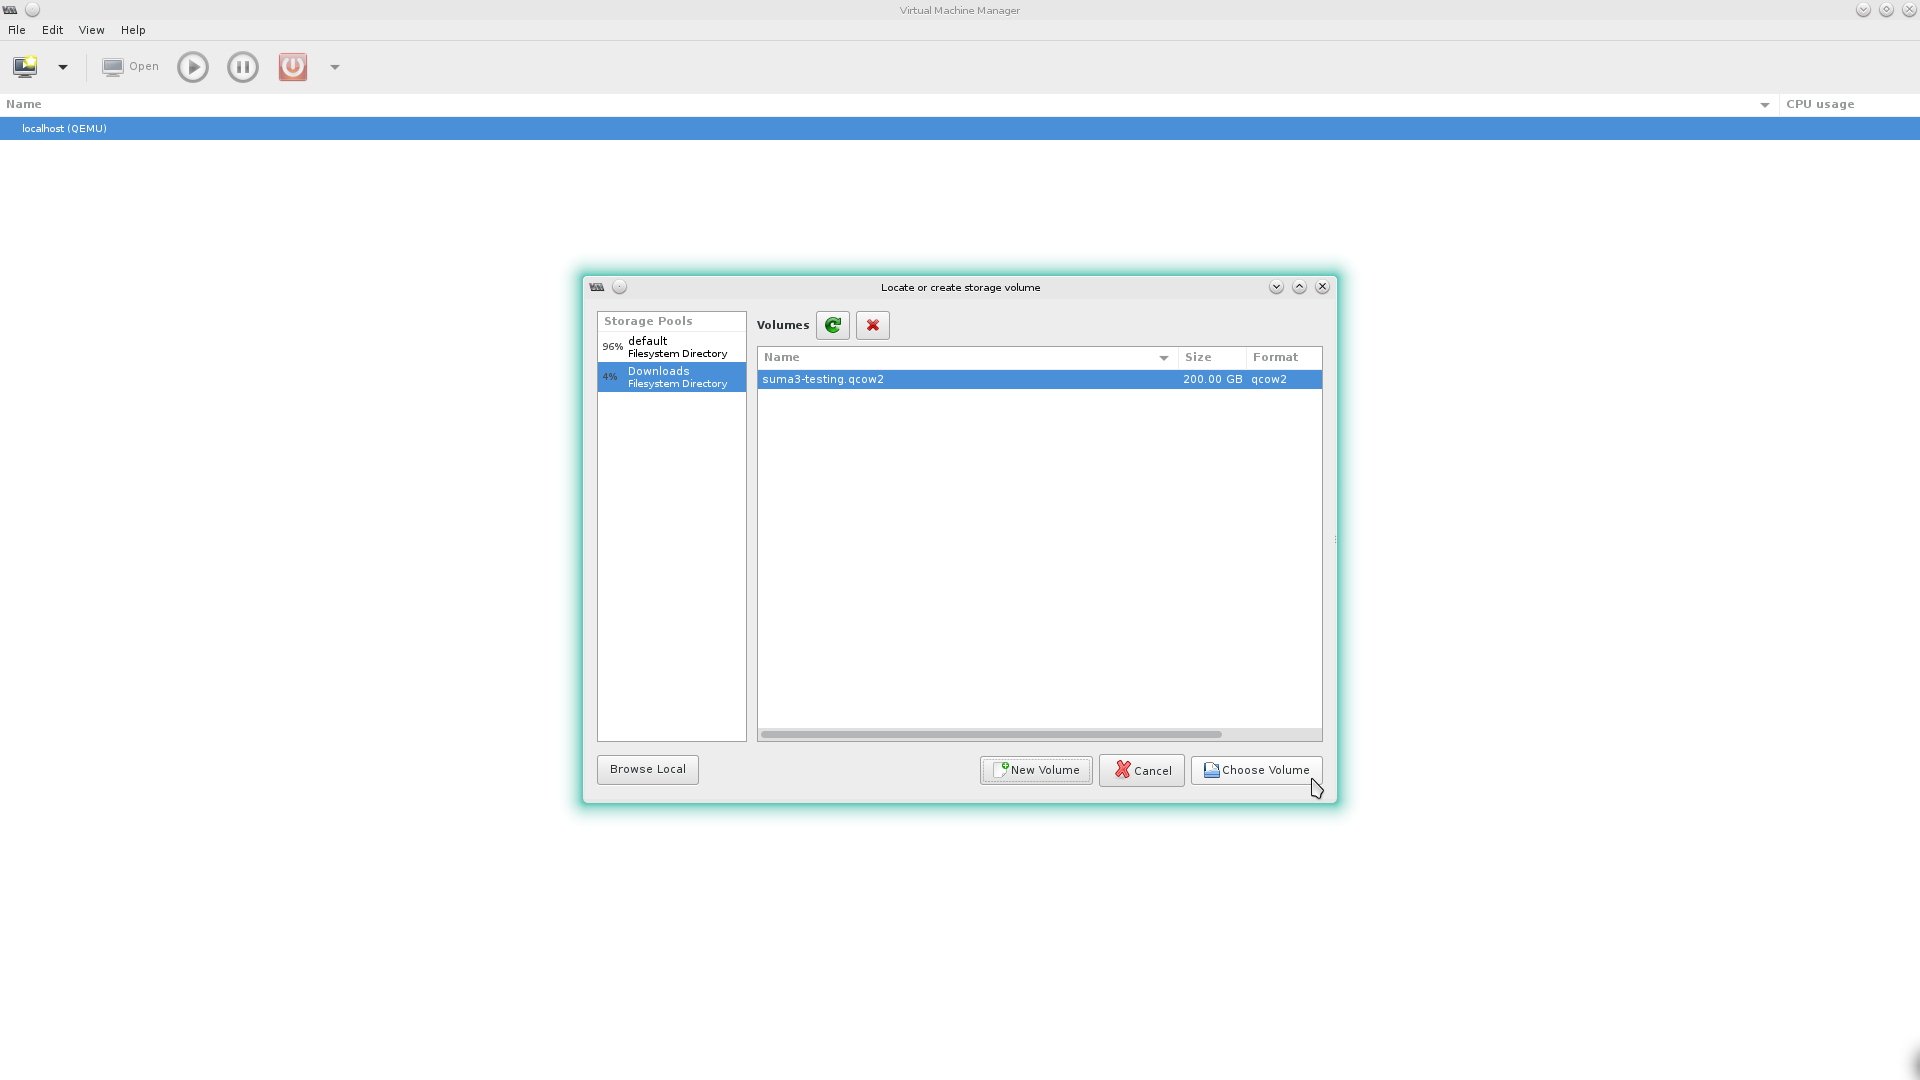 Virtual Machine Manager
File Edit View Help
Open
Name CPU usage
localhost (QEMU)
Locate or create storage volume
Storage Pools
96% default
Filesystem Directory
4% Downloads
Filesystem Directory
Volumes
Name Size Format
suma3-testing.qcow2 200.00 GB qcow2
Browse Local New Volume Cancel Choose Volume